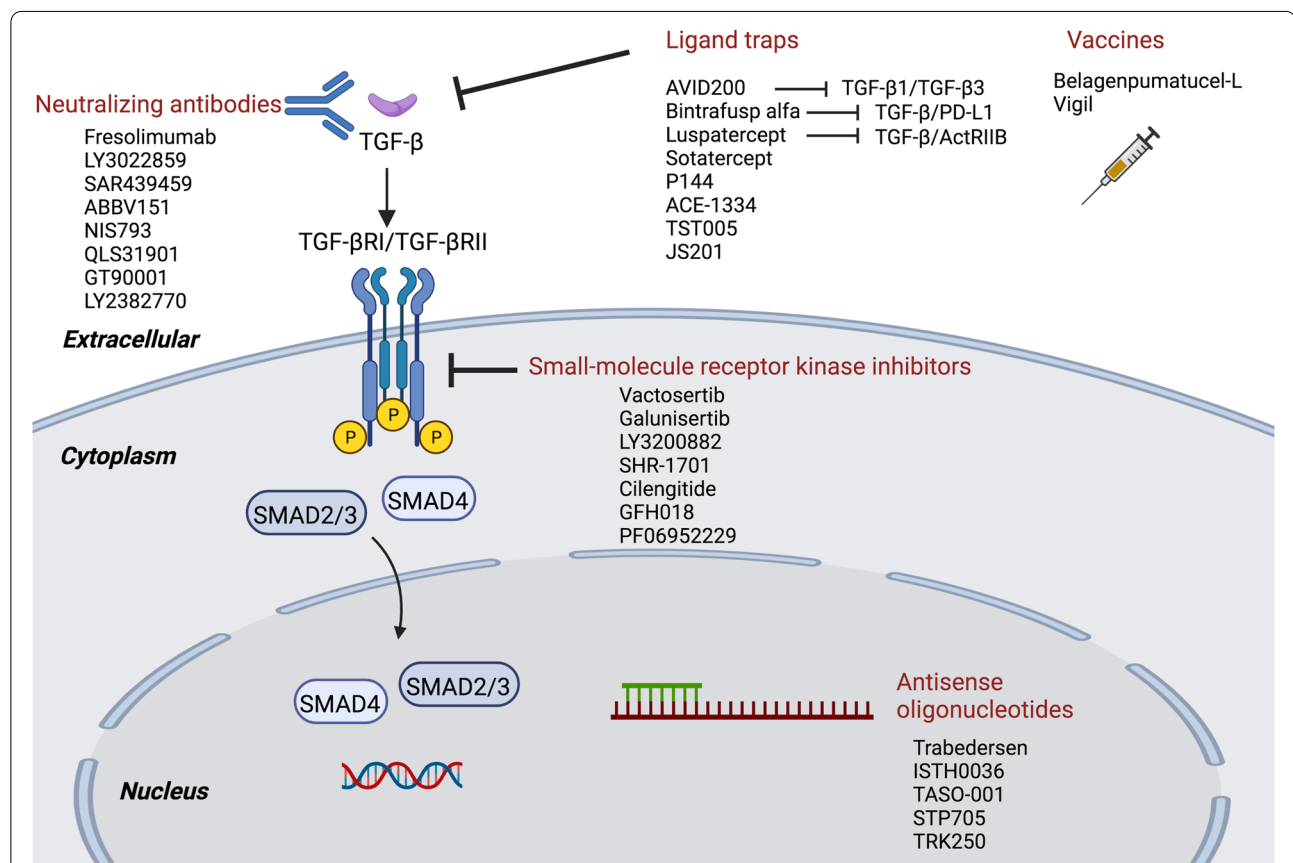 Neutralizing antibodies
Fresolimumab
LY3022859
SAR439459
ABBV151
NIS793
QLS31901
GT90001
LY2382770
TGF-β
TGF-βRI/TGF-βRII
Ligand traps
AVID200 TGF-β1/TGF-β3
Bintrafusp alfa TGF-β/PD-L1
Luspatercept TGF-β/ActRIIB
Sotatercept
P144
ACE-1334
TST005
JS201
Vaccines
Belagenpumatucel-L
Vigil
Extracellular
Small-molecule receptor kinase inhibitors
Vactosertib
Galunisertib
LY3200882
SHR-1701
Cilengitide
GFH018
PF06952229
P
P
P
Cytoplasm
SMAD2/3
SMAD4
SMAD4
SMAD2/3
Antisense
oligonucleotides
Trabedersen
ISTH0036
TASO-001
STP705
TRK250
Nucleus